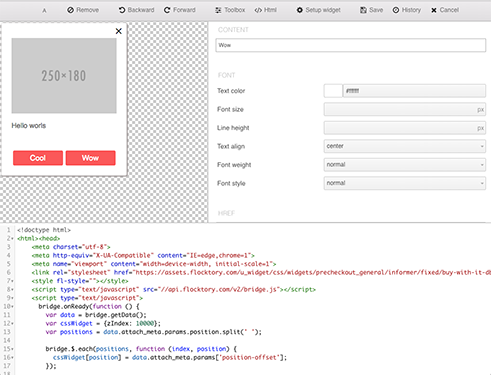 A Remove Backward Forward Toolbox Html Setup widget Save History Cancel
CONTENT
Wow
250×180
Hello worls
Cool Wow
FONT
Text color #ffffff
Font size px
Line height px
Text align center
Font weight normal
Font style normal
HREF
1 <!doctype html>
2 <html><head>
3 <meta charset="utf-8">
4 <meta http-equiv="X-UA-Compatible" content="IE=edge,chrome=1">
5 <meta name="viewport" content="width=device-width, initial-scale=1">
6 <link rel="stylesheet" href="https://assets.flocktory.com/u_widget/css/widgets/precheckout_general/informer/fixed/buy-with-it-db
7 <style fl-style=""></style>
8 <script type="text/javascript" src="//api.flocktory.com/v2/bridge.js"></script>
9 <script type="text/javascript">
10 bridge.onReady(function () {
11 var data = bridge.getData();
12 var cssWidget = {zIndex: 10000};
13 var positions = data.attach_meta.params.position.split(' ');
14
15 bridge.$.each(positions, function (index, position) {
16 cssWidget[position] = data.attach_meta.params['position-offset'];
17 });